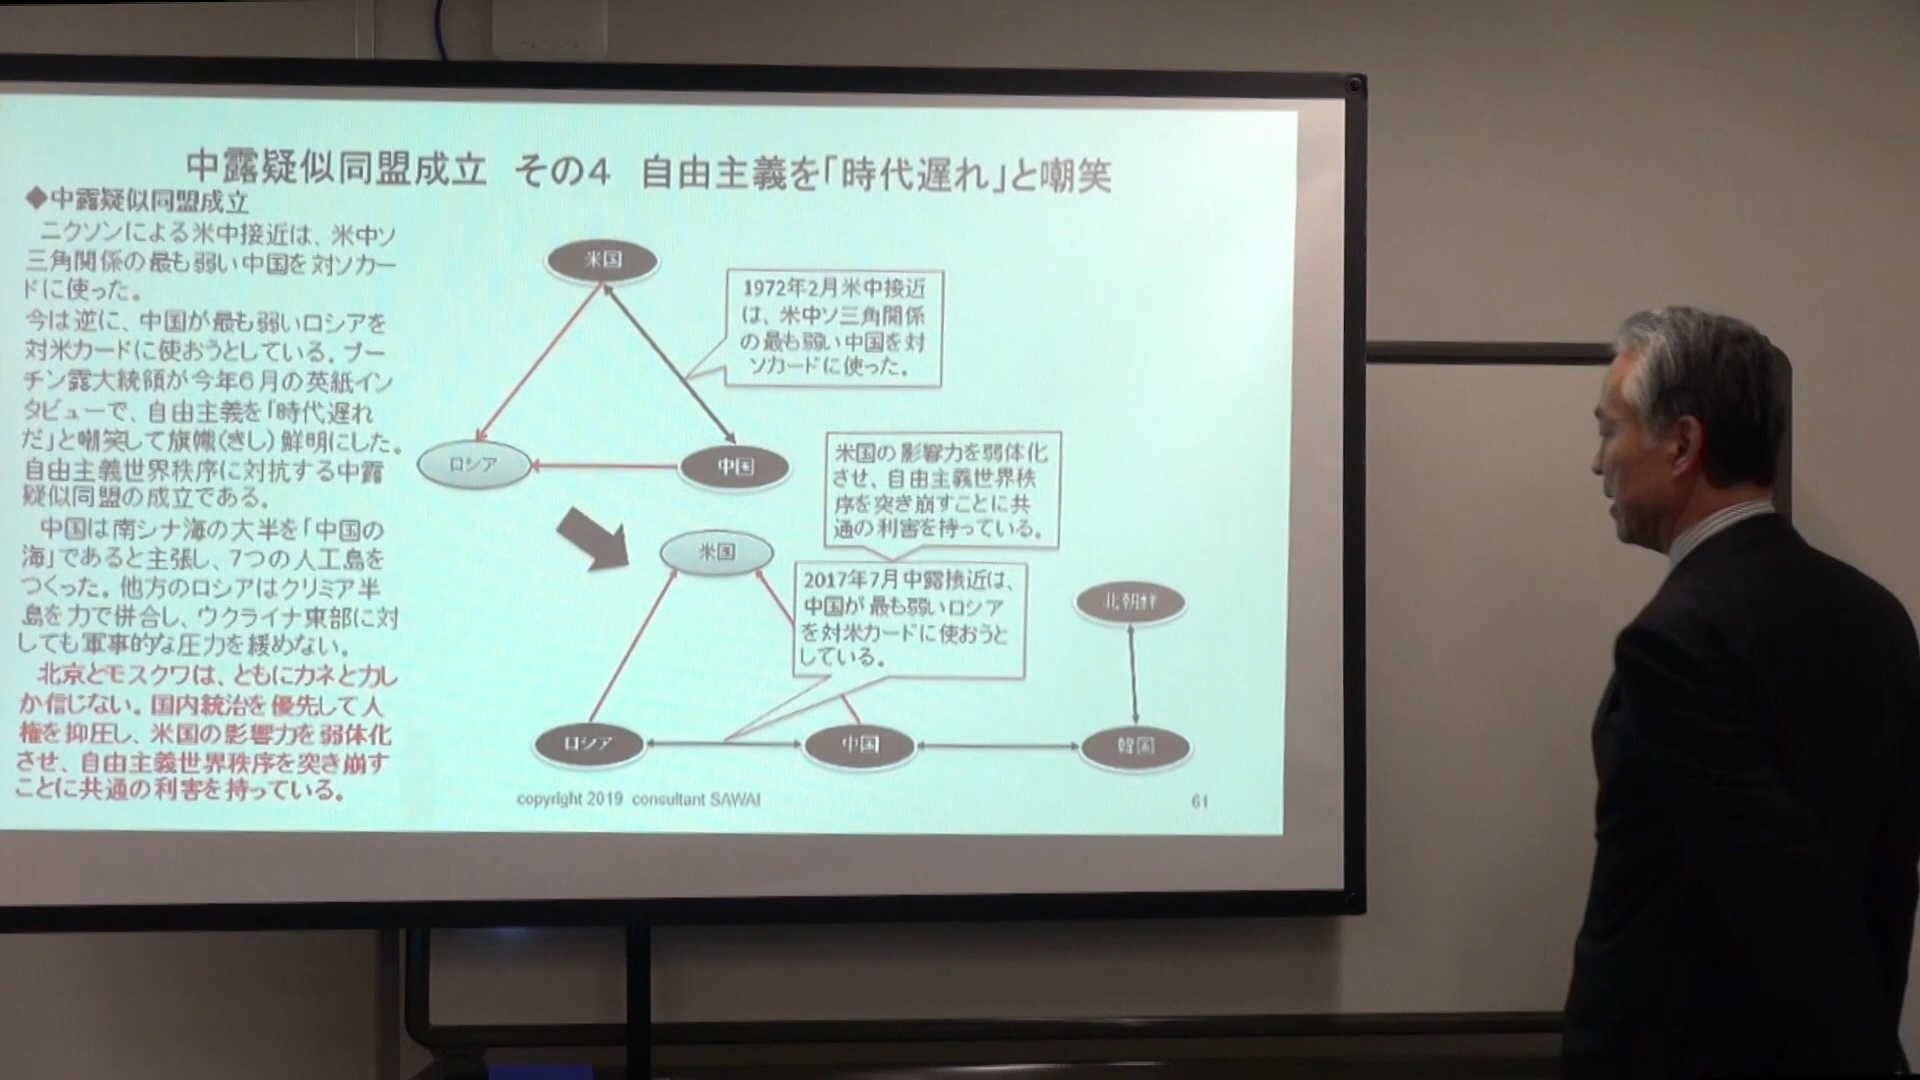 中露疑似同盟成立　その４　自由主義を「時代遅れ」と嘲笑
◆中露疑似同盟成立
ニクソンによる米中接近は、米中ソ
三角関係の最も弱い中国を対ソカー
ドに使った。
今は逆に、中国が最も弱いロシアを
対米カードに使おうとしている。プー
チン露大統領が今年６月の英紙イン
タビューで、自由主義を「時代遅れ
だ」と嘲笑して旗幟(きし)鮮明にした。
自由主義世界秩序に対抗する中露
疑似同盟の成立である。
中国は南シナ海の大半を「中国の
海」であると主張し、７つの人工島を
つくった。他方のロシアはクリミア半
島を力で併合し、ウクライナ東部に対
しても軍事的な圧力を緩めない。
北京とモスクワは、ともにカネと力し
か信じない。国内統治を優先して人
権を抑圧し、米国の影響力を弱体化
させ、自由主義世界秩序を突き崩す
ことに共通の利害を持っている。
米国
1972年2月米中接近
は、米中ソ三角関係
の最も弱い中国を対
ソカードに使った。
ロシア
中国
米国の影響力を弱体化
させ、自由主義世界秩
序を突き崩すことに共
通の利害を持っている。
米国
2017年7月中露接近は、
中国が最も弱いロシア
を対米カードに使おうと
している。
北朝鮮
ロシア
中国
韓国
copyright 2019 consultant SAWAI
61